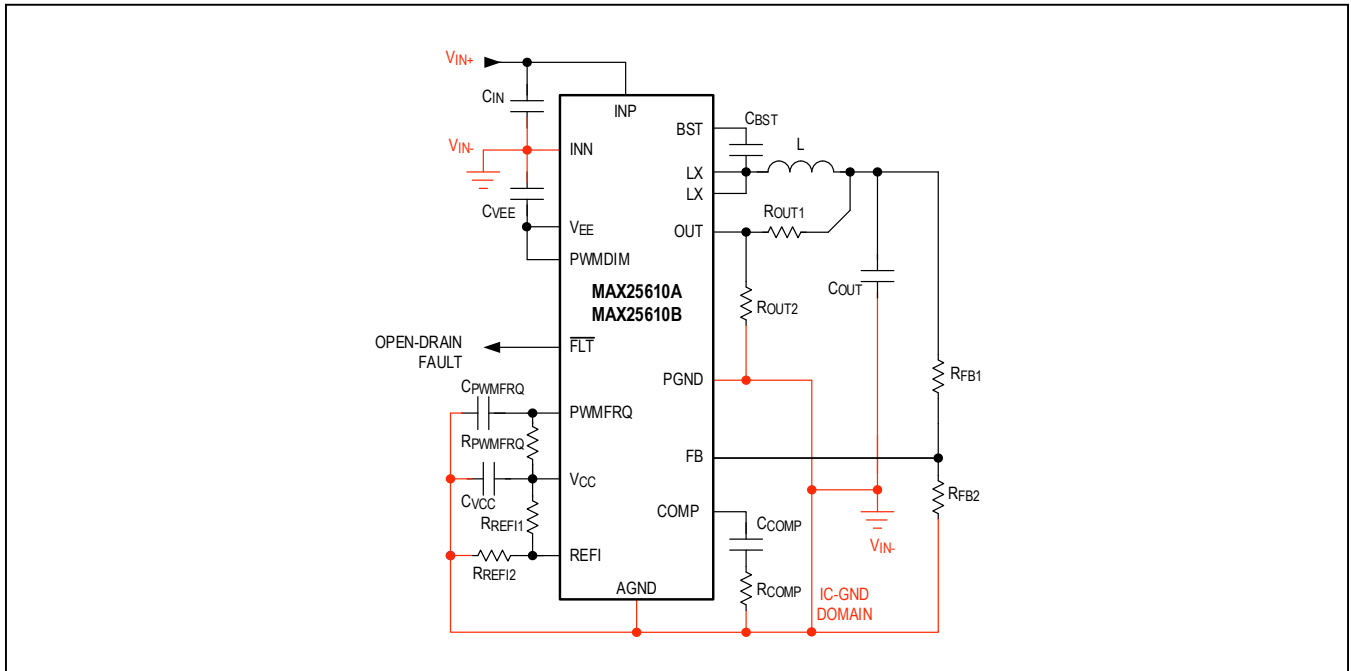 VIN+
CIN
INP
BST
CBST
L
VIN-
INN
LX
LX
CVEE
ROUT1
VEE
OUT
PWMDIM
MAX25610A
MAX25610B
ROUT2
COUT
OPEN-DRAIN
FAULT
FLT
PGND
RFB1
CPWMFRQ
PWMFRQ
RPWMFRQ
FB
VCC
CVCC
RFB2
RREFI1
COMP
CCOMP
VIN-
REFI
RREFI2
AGND
RCOMP
IC-GND
DOMAIN